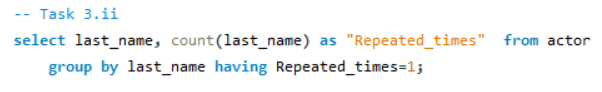 -- Task 3.ii
select last_name, count(last_name) as "Repeated_times"  from actor
    group by last_name having Repeated_times=1;